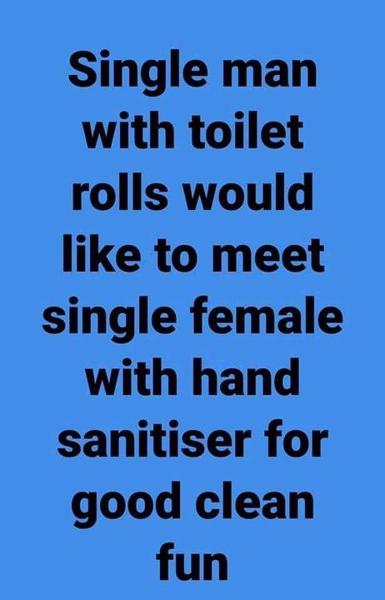 Single man
with toilet
rolls would
like to meet
single female
with hand
sanitiser for
good clean
fun